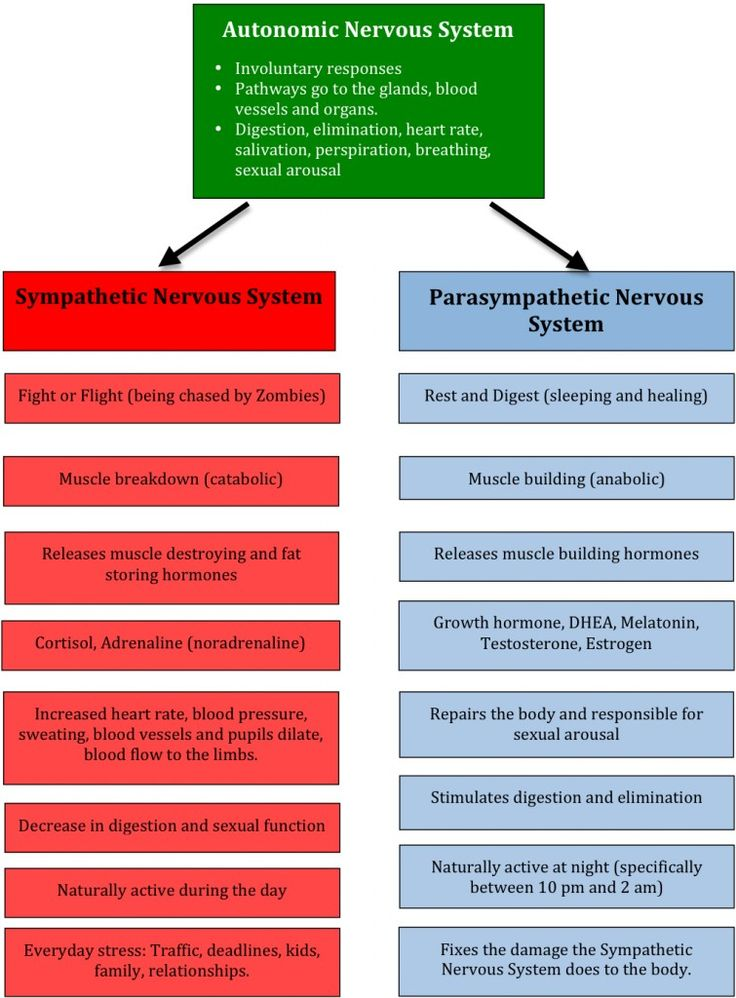 Autonomic Nervous System
• Involuntary responses
• Pathways go to the glands, blood
vessels and organs.
• Digestion, elimination, heart rate,
salivation, perspiration, breathing,
sexual arousal
Sympathetic Nervous System
Fight or Flight (being chased by Zombies)
Muscle breakdown (catabolic)
Releases muscle destroying and fat
storing hormones
Cortisol, Adrenaline (noradrenaline)
Increased heart rate, blood pressure,
sweating, blood vessels and pupils dilate,
blood flow to the limbs.
Decrease in digestion and sexual function
Naturally active during the day
Everyday stress: Traffic, deadlines, kids,
family, relationships.
Parasympathetic Nervous
System
Rest and Digest (sleeping and healing)
Muscle building (anabolic)
Releases muscle building hormones
Growth hormone, DHEA, Melatonin,
Testosterone, Estrogen
Repairs the body and responsible for
sexual arousal
Stimulates digestion and elimination
Naturally active at night (specifically
between 10 pm and 2 am)
Fixes the damage the Sympathetic
Nervous System does to the body.